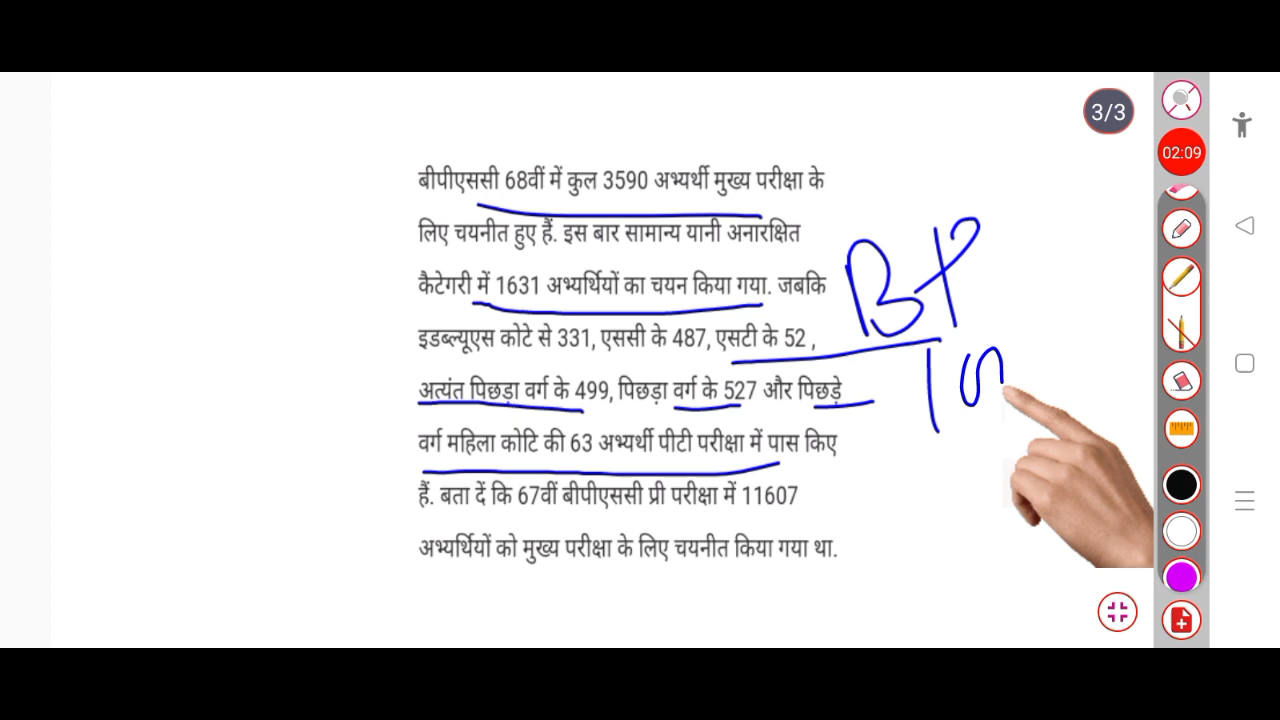 3/3
02:09
बीपीएससी 68वीं में कुल 3590 अभ्यर्थी मुख्य परीक्षा के
लिए चयनीत हुए हैं. इस बार सामान्य यानी अनारक्षित
कैटेगरी में 1631 अभ्यर्थियों का चयन किया गया. जबकि
इडब्ल्यूएस कोटे से 331, एससी के 487, एसटी के 52 ,
अत्यंत पिछड़ा वर्ग के 499, पिछड़ा वर्ग के 527 और पिछड़े
वर्ग महिला कोटि की 63 अभ्यर्थी पीटी परीक्षा में पास किए
हैं. बता दें कि 67वीं बीपीएससी प्री परीक्षा में 11607
अभ्यर्थियों को मुख्य परीक्षा के लिए चयनीत किया गया था.
BP